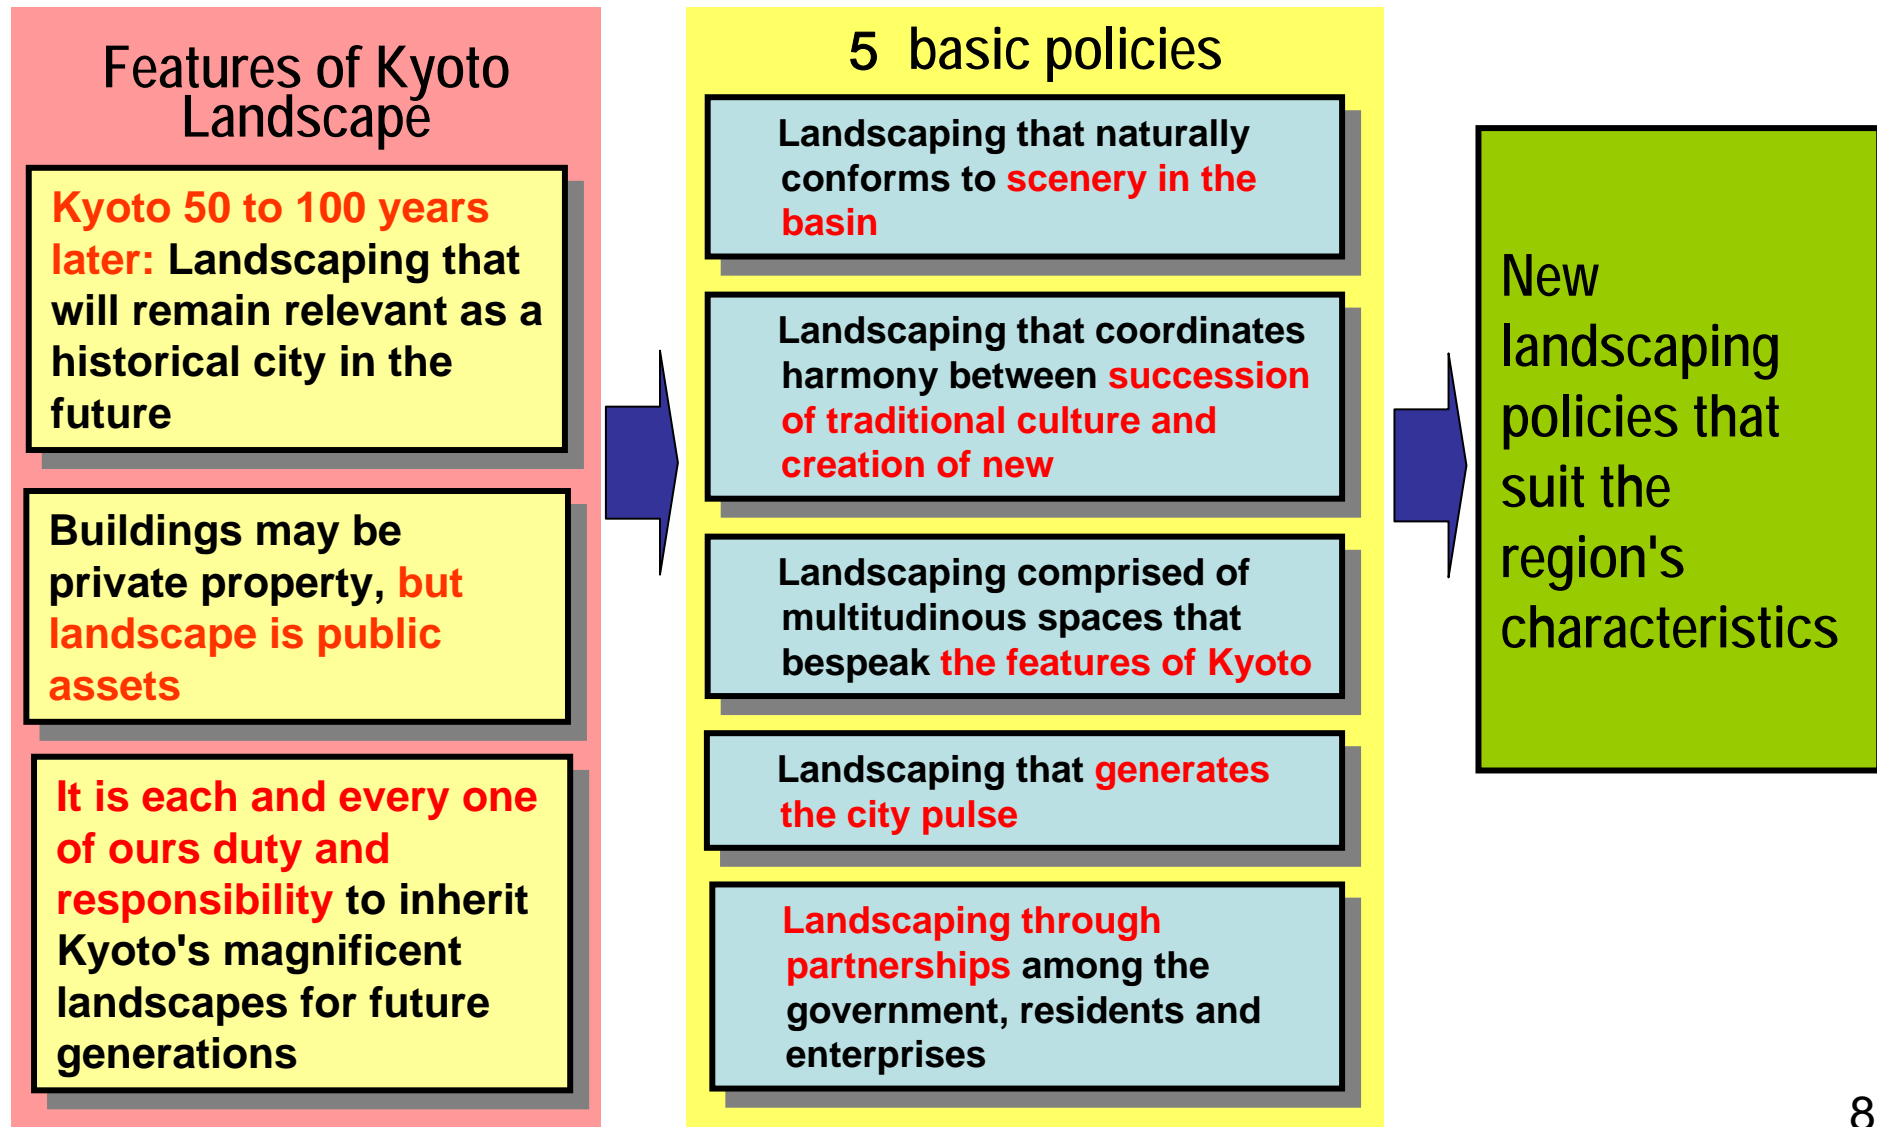 Features of Kyoto
Landscape
Kyoto 50 to 100 years
later: Landscaping that
will remain relevant as a
historical city in the
future
Buildings may be
private property, but
landscape is public
assets
It is each and every one
of ours duty and
responsibility to inherit
Kyoto's magnificent
landscapes for future
generations
5 basic policies
Landscaping that naturally
conforms to scenery in the
basin
Landscaping that coordinates
harmony between succession
of traditional culture and
creation of new
Landscaping comprised of
multitudinous spaces that
bespeak the features of Kyoto
Landscaping that generates
the city pulse
Landscaping through
partnerships among the
government, residents and
enterprises
New
landscaping
policies that
suit the
region's
characteristics
8